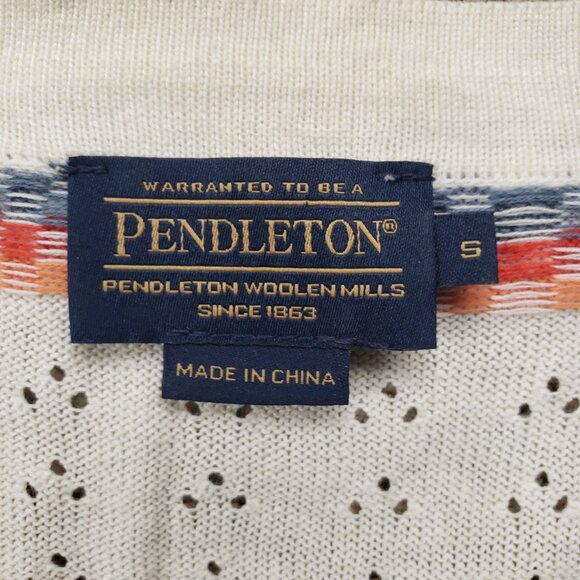 WARRANTED TO BE A
PENDLETON®
PENDLETON WOOLEN MILLS
SINCE 1863
S
MADE IN CHINA